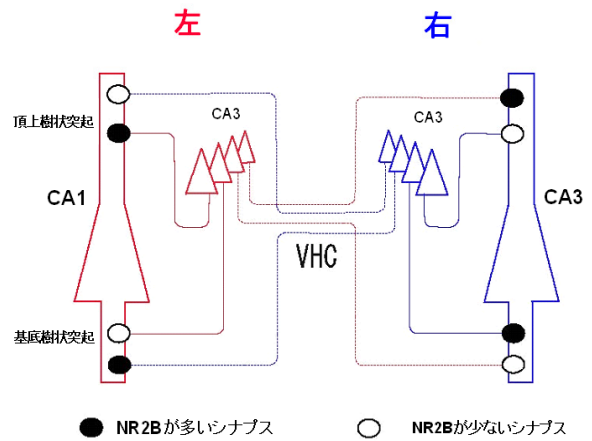 左 右
CA3 CA3
頂上樹状突起
CA1 CA3
VHC
基底樹状突起
NR2Bが多いシナプス NR2Bが少ないシナプス